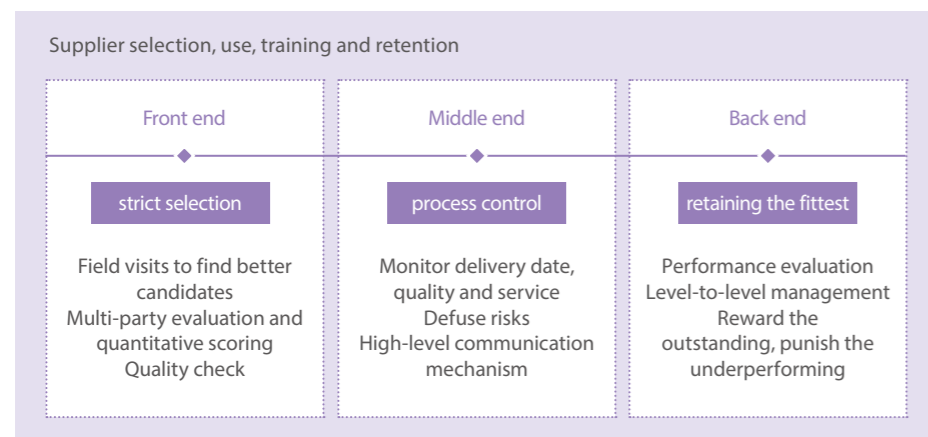 Supplier selection, use, training and retention
Front end
strict selection
Field visits to find better
candidates
Multi-party evaluation and
quantitative scoring
Quality check
Middle end
process control
Monitor delivery date,
quality and service
Defuse risks
High-level communication
mechanism
Back end
retaining the fittest
Performance evaluation
Level-to-level management
Reward the
outstanding, punish the
underperforming